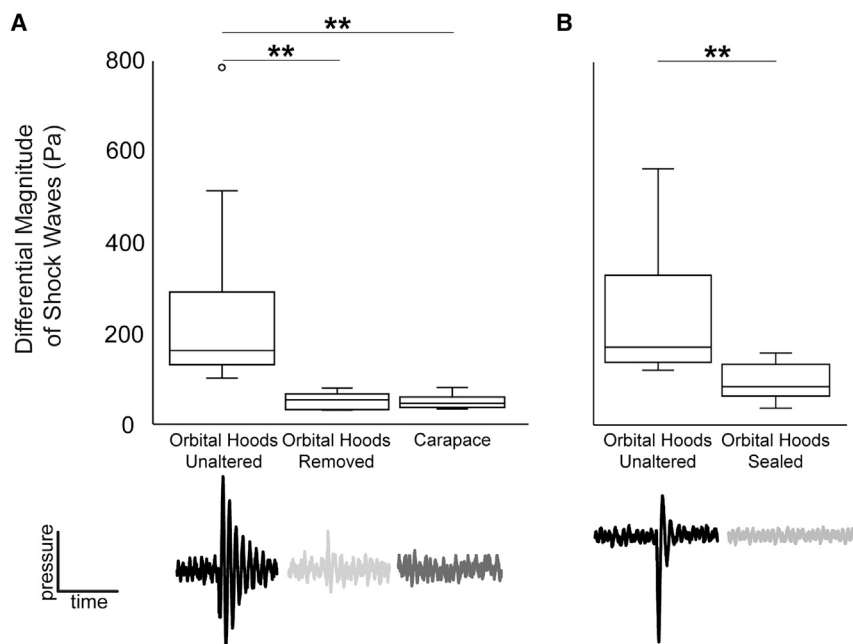 A
B
**
**
**
Differential Magnitude
of Shock Waves (Pa)
800
600
400
200
0
Orbital Hoods
Unaltered
Orbital Hoods
Removed
Carapace
Orbital Hoods
Unaltered
Orbital Hoods
Sealed
pressure
time